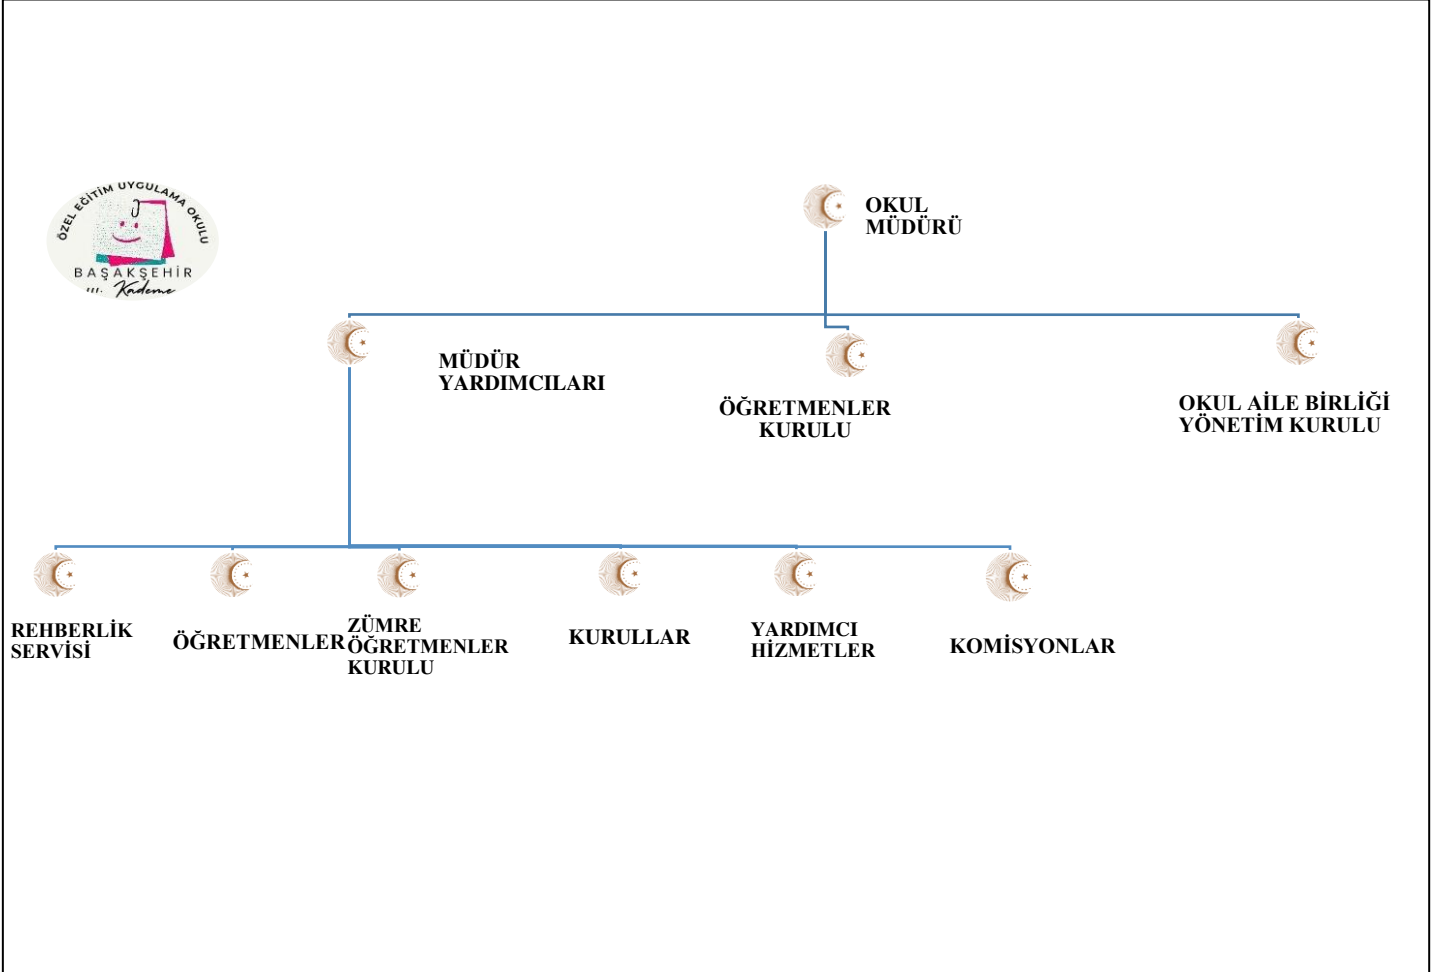 ÖZEL EĞİTİM UYGULAMA OKULU
BAŞAKŞEHİR
III. Kademe
OKUL
MÜDÜRÜ
MÜDÜR
YARDIMCILARI
ÖĞRETMENLER
KURULU
OKUL AİLE BİRLİĞİ
YÖNETİM KURULU
REHBERLİK
SERVİSİ
ÖĞRETMENLER
ZÜMRE
ÖĞRETMENLER
KURULU
KURULLAR
YARDIMCI
HİZMETLER
KOMİSYONLAR